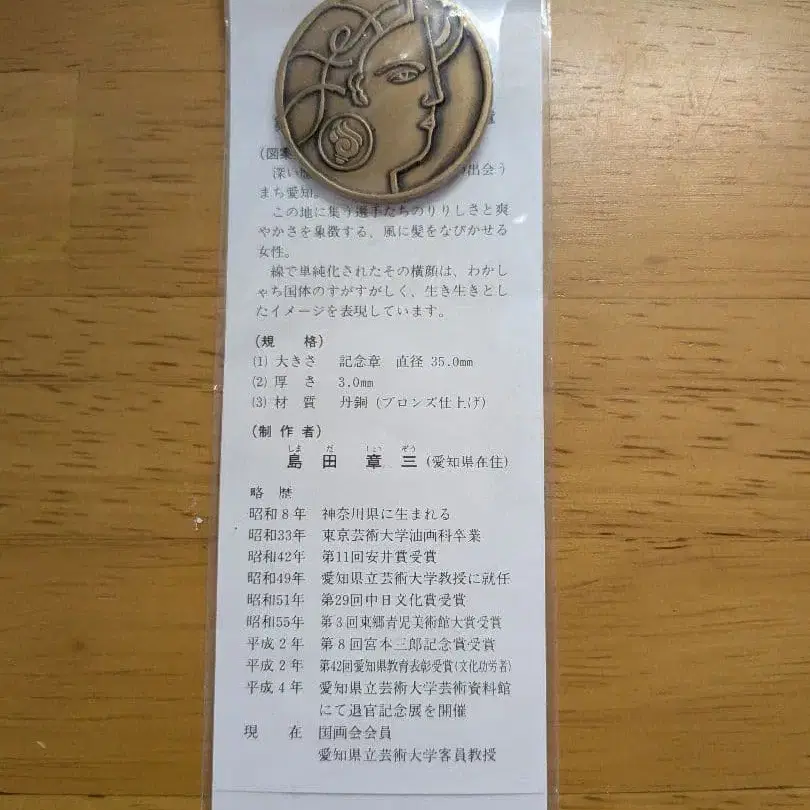 章
(図案
深い 出会う
まち愛知。
この地に集う選手たちのりりしさと爽
やかさを象徴する、風に髪をなびかせる
女性。
線で単純化されたその横顔は、わかし
ゃち国体のすがすがしく、生き生きとし
たイメージを表現しています。
(規 格)
(1) 大きさ 記念章 直径 35.0mm
(2) 厚 さ 3.0mm
(3) 材 質 丹銅 (ブロンズ仕上げ)
(制 作 者)
しま だ しょう ぞう
島 田 章 三 (愛知県在住)
略 歴
昭和8年 神奈川県に生まれる
昭和33年 東京芸術大学油画科卒業
昭和42年 第11回安井賞受賞
昭和49年 愛知県立芸術大学教授に就任
昭和51年 第29回中日文化賞受賞
昭和55年 第3回東郷青児美術館大賞受賞
平成2年 第8回宮本三郎記念賞受賞
平成2年 第42回愛知県教育表彰受賞(文化功労者)
平成4年 愛知県立芸術大学芸術資料館
にて退官記念展を開催
現 在 国画会会員
愛知県立芸術大学客員教授